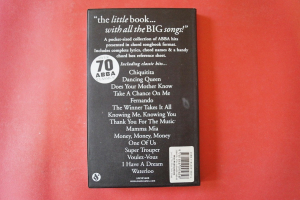 "the little book...
with all the BIG songs!"
A pocket-sized collection of ABBA hits
presented in chord songbook format.
Includes complete lyrics, chord names & a handy
chord box reference sheet.
70
ABBA
Including classic hits...
Chiquitita
Dancing Queen
Does Your Mother Know
Take A Chance On Me
Fernando
The Winner Takes It All
Knowing Me, Knowing You
Thank You For The Music
Mamma Mia
Money, Money, Money
One Of Us
Super Trouper
Voulez-Vous
I Have A Dream
Waterloo